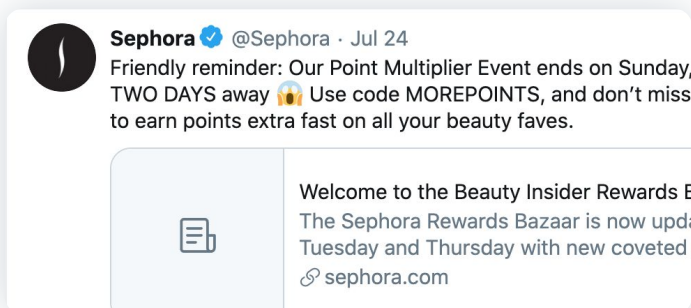 Sephora @Sephora · Jul 24
Friendly reminder: Our Point Multiplier Event ends on Sunday,
TWO DAYS away 😱 Use code MOREPOINTS, and don't miss
to earn points extra fast on all your beauty faves.
Welcome to the Beauty Insider Rewards
The Sephora Rewards Bazaar is now
Tuesday and Thursday with new coveted
sephora.com